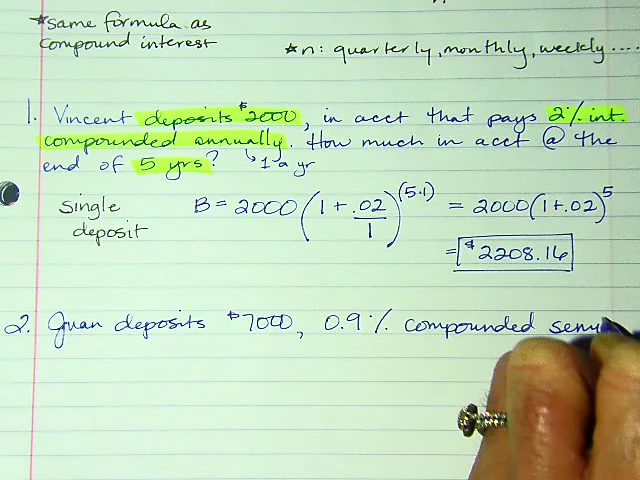 *same formula as
compound interest
*n: quarterly, monthly, weekly....
1. Vincent deposits $2000, in acct that pays 2% int.
compounded annually. How much in acct @ the
end of 5 yrs? ↳ 1 a yr
single
deposit
B = 2000 (1 + .02/1)^(5·1) = 2000(1+.02)^5
= $2208.16
2. Juan deposits $7000, 0.9% compounded semi